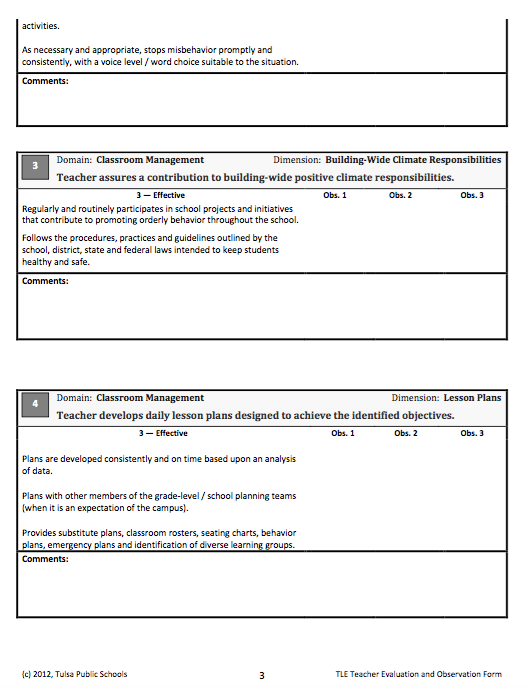 activities.
As necessary and appropriate, stops misbehavior promptly and
consistently, with a voice level / word choice suitable to the situation.
Comments:
3
Domain: Classroom Management Dimension: Building-Wide Climate Responsibilities
Teacher assures a contribution to building-wide positive climate responsibilities.
3 — Effective Obs. 1 Obs. 2 Obs. 3
Regularly and routinely participates in school projects and initiatives
that contribute to promoting orderly behavior throughout the school.
Follows the procedures, practices and guidelines outlined by the
school, district, state and federal laws intended to keep students
healthy and safe.
Comments:
4
Domain: Classroom Management Dimension: Lesson Plans
Teacher develops daily lesson plans designed to achieve the identified objectives.
3 — Effective Obs. 1 Obs. 2 Obs. 3
Plans are developed consistently and on time based upon an analysis
of data.
Plans with other members of the grade-level / school planning teams
(when it is an expectation of the campus).
Provides substitute plans, classroom rosters, seating charts, behavior
plans, emergency plans and identification of diverse learning groups.
Comments:
(c) 2012, Tulsa Public Schools 3 TLE Teacher Evaluation and Observation Form